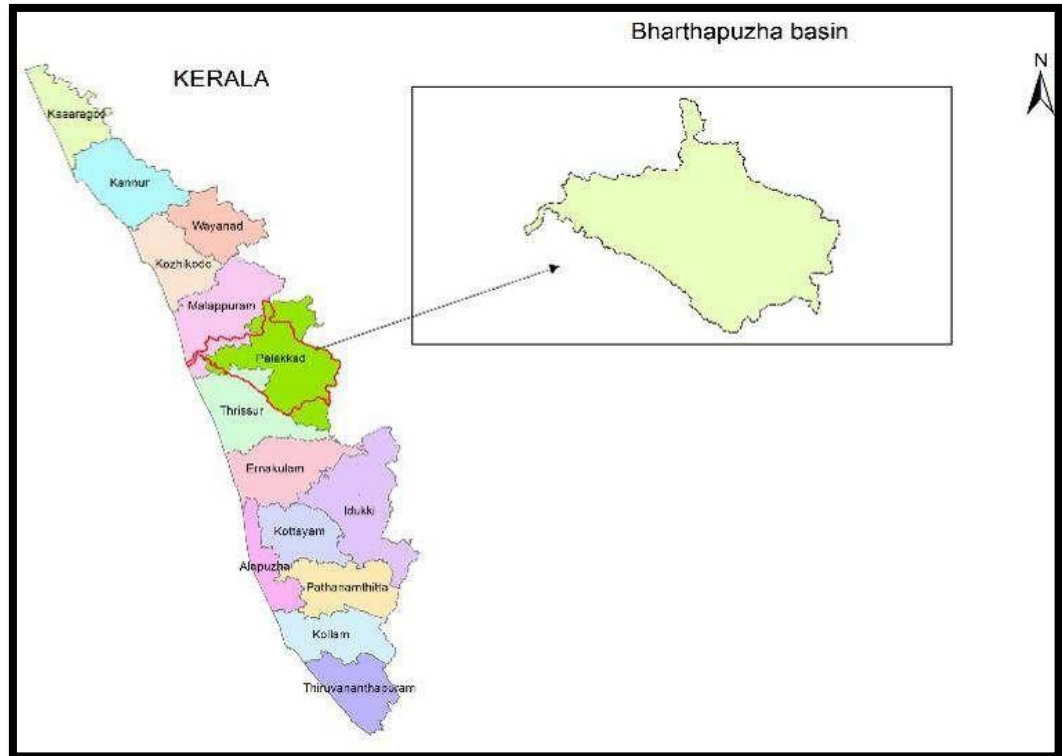 Bharthapuzha basin
N
KERALA
Kasaragod
Kannur
Wayanad
Kozhikode
Malappuram
Palakkad
Thrissur
Ernakulam
Idukki
Kottayam
Alapuzha
Pathanamthitta
Kollam
Thiruvananthapuram